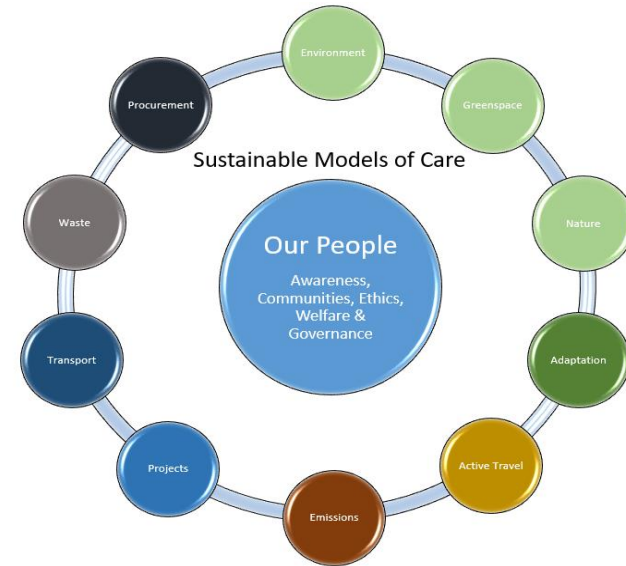 Environment
Procurement
Greenspace
Sustainable Models of Care
Waste
Our People
Nature
Awareness,
Communities, Ethics,
Welfare &
Governance
Transport
Adaptation
Projects
Active Travel
Emissions